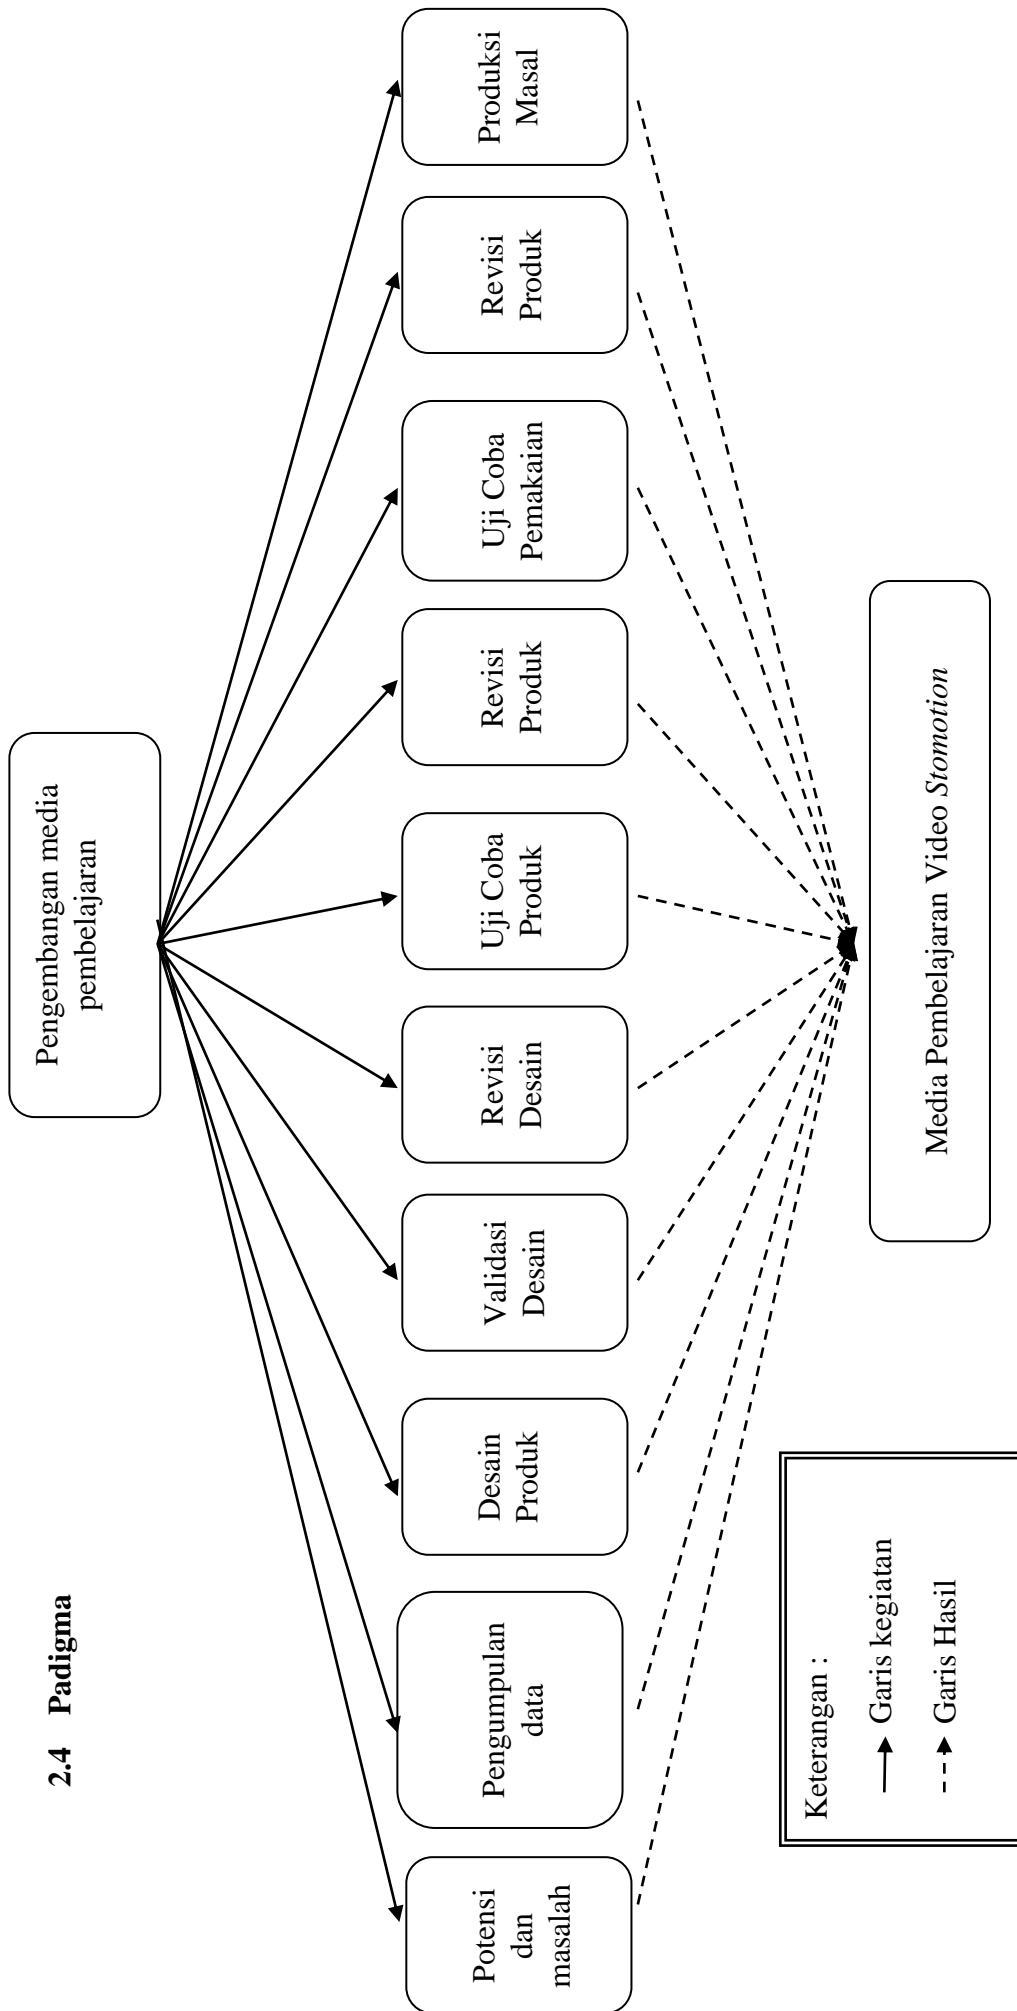 2.4 Padigma
Pengembangan media
pembelajaran
Potensi
dan
masalah
Pengumpulan
data
Desain
Produk
Validasi
Desain
Revisi
Desain
Uji Coba
Produk
Revisi
Produk
Uji Coba
Pemakaian
Revisi
Produk
Produksi
Masal
Media Pembelajaran Video Stomotion
Keterangan :
Garis kegiatan
Garis Hasil